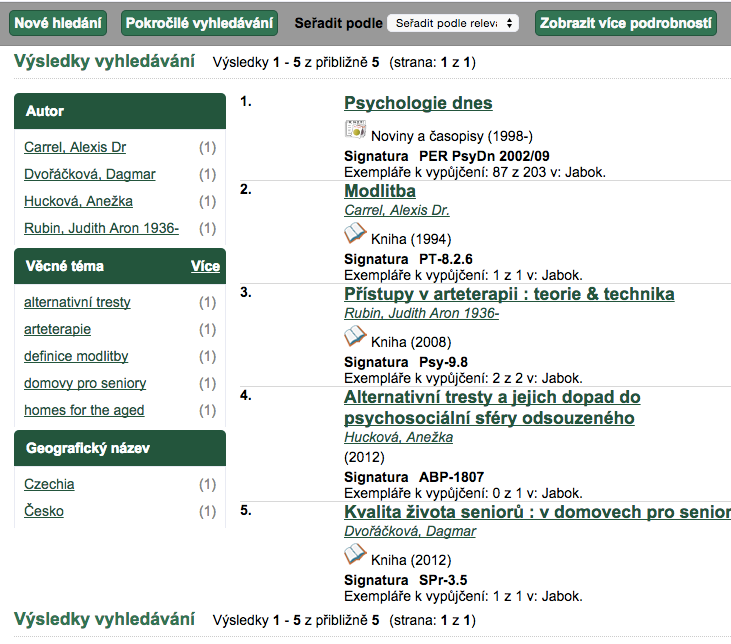 Nové hledání Pokročilé vyhledávání Seřadit podle Seřadit podle releva Zobrazit více podrobností
Výsledky vyhledávání Výsledky 1 - 5 z přibližně 5 (strana: 1 z 1)
Autor
Carrel, Alexis Dr (1)
Dvořáčková, Dagmar (1)
Hucková, Anežka (1)
Rubin, Judith Aron 1936- (1)
Věcné téma Více
alternativní tresty (1)
arteterapie (1)
definice modlitby (1)
domovy pro seniory (1)
homes for the aged (1)
Geografický název
Czechia (1)
Česko (1)
1. Psychologie dnes
Noviny a časopisy (1998-)
Signatura PER PsyDn 2002/09
Exempláře k vypůjčení: 87 z 203 v: Jabok.
2. Modlitba
Carrel, Alexis Dr.
Kniha (1994)
Signatura PT-8.2.6
Exempláře k vypůjčení: 1 z 1 v: Jabok.
3. Přístupy v arteterapii : teorie & technika
Rubin, Judith Aron 1936-
Kniha (2008)
Signatura Psy-9.8
Exempláře k vypůjčení: 2 z 2 v: Jabok.
4. Alternativní tresty a jejich dopad do
psychosociální sféry odsouzeného
Hucková, Anežka
(2012)
Signatura ABP-1807
Exempláře k vypůjčení: 0 z 1 v: Jabok.
5. Kvalita života seniorů : v domovech pro senior
Dvořáčková, Dagmar
Kniha (2012)
Signatura SPr-3.5
Exempláře k vypůjčení: 1 z 1 v: Jabok.
Výsledky vyhledávání Výsledky 1 - 5 z přibližně 5 (strana: 1 z 1)